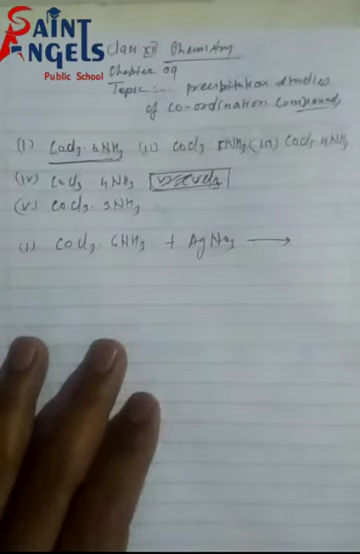 SAINT
ANGELS
Public School
Class XII Chemistry
Chapter 09
Topic :- precipitation studies
of co-ordination compounds
(i) CoCl3. 6NH3 (ii) CoCl3 5NH3 (iii) CoCl3 4NH3
(iv) CoCl3 4NH3
(v) CoCl3. 3NH3
(1) CoCl3. 6NH3 + AgNO3 ⟶